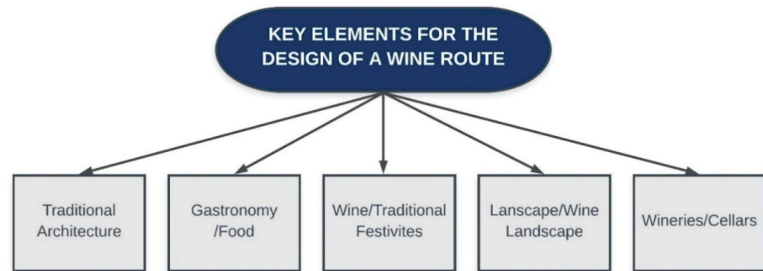 KEY ELEMENTS FOR THE
DESIGN OF A WINE ROUTE
Traditional
Architecture
Gastronomy
/Food
Wine/Traditional
Festivites
Lanscape/Wine
Landscape
Wineries/Cellars